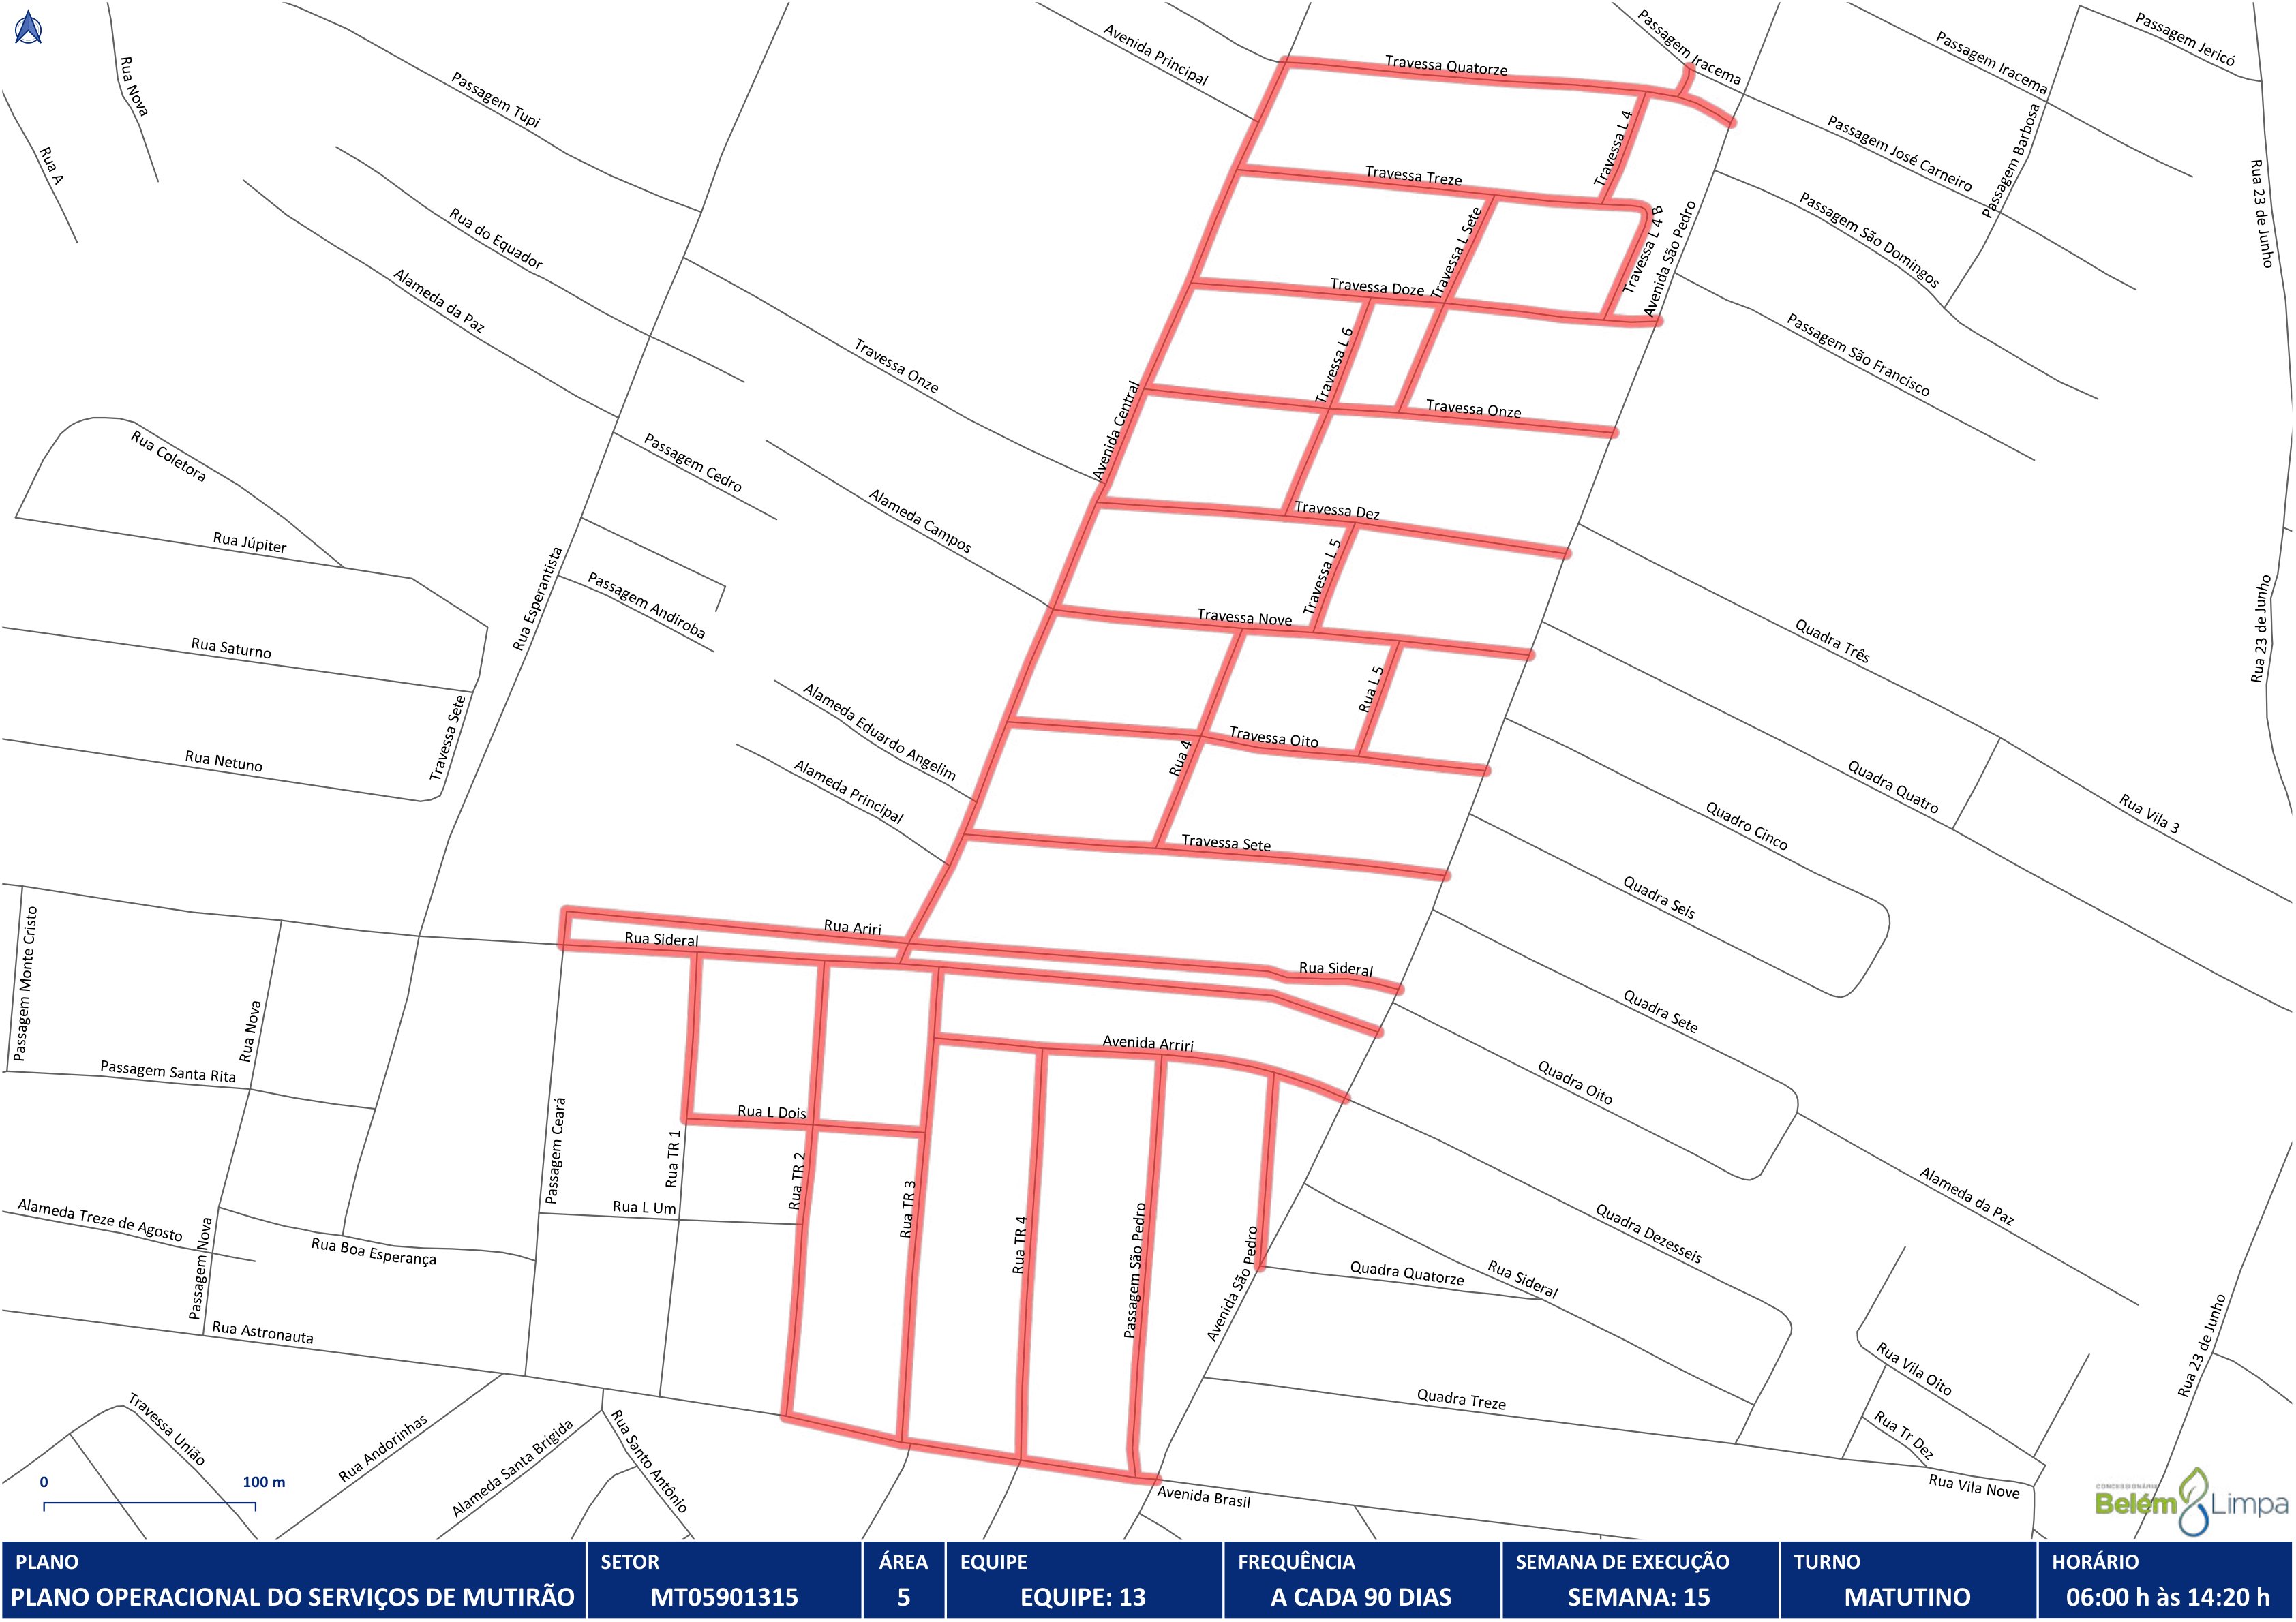 Rua Nova
Rua A
Passagem Tupi
Rua do Equador
Alameda da Paz
Avenida Principal
Travessa Quatorze
Passagem Iracema
Passagem Iracema
Passagem Jericó
Passagem José Carneiro
Passagem Barbosa
Rua 23 de Junho
Travessa L 4
Travessa Treze
Passagem São Domingos
Travessa L Sete
Travessa L 4 B
Avenida São Pedro
Travessa Doze
Passagem São Francisco
Travessa Onze
Travessa L 6
Avenida Central
Travessa Onze
Rua Coletora
Passagem Cedro
Rua Júpiter
Alameda Campos
Travessa Dez
Rua Esperantista
Passagem Andiroba
Travessa L 5
Travessa Nove
Rua 23 de Junho
Quadra Três
Rua Saturno
Rua L 5
Travessa Sete
Alameda Eduardo Angelim
Rua Netuno
Travessa Oito
Rua 4
Quadra Quatro
Rua Vila 3
Alameda Principal
Quadro Cinco
Travessa Sete
Quadra Seis
Passagem Monte Cristo
Rua Ariri
Rua Sideral
Rua Sideral
Rua Nova
Quadra Sete
Avenida Arriri
Passagem Santa Rita
Quadra Oito
Rua L Dois
Passagem Ceará
Rua TR 1
Rua TR 2
Rua TR 3
Rua TR 4
Passagem São Pedro
Rua L Um
Alameda da Paz
Quadra Dezesseis
Alameda Treze de Agosto
Passagem Nova
Rua Boa Esperança
Avenida São Pedro
Quadra Quatorze
Rua Sideral
Rua 23 de Junho
Rua Astronauta
Rua Vila Oito
Quadra Treze
Travessa União
Rua Andorinhas
Alameda Santa Brígida
Rua Santo Antônio
Rua Tr Dez
Rua Vila Nove
Avenida Brasil
0 100 m
CONCESSIONÁRIA
Belém Limpa
PLANO
PLANO OPERACIONAL DO SERVIÇOS DE MUTIRÃO
SETOR
MT05901315
ÁREA
5
EQUIPE
EQUIPE: 13
FREQUÊNCIA
A CADA 90 DIAS
SEMANA DE EXECUÇÃO
SEMANA: 15
TURNO
MATUTINO
HORÁRIO
06:00 h às 14:20 h